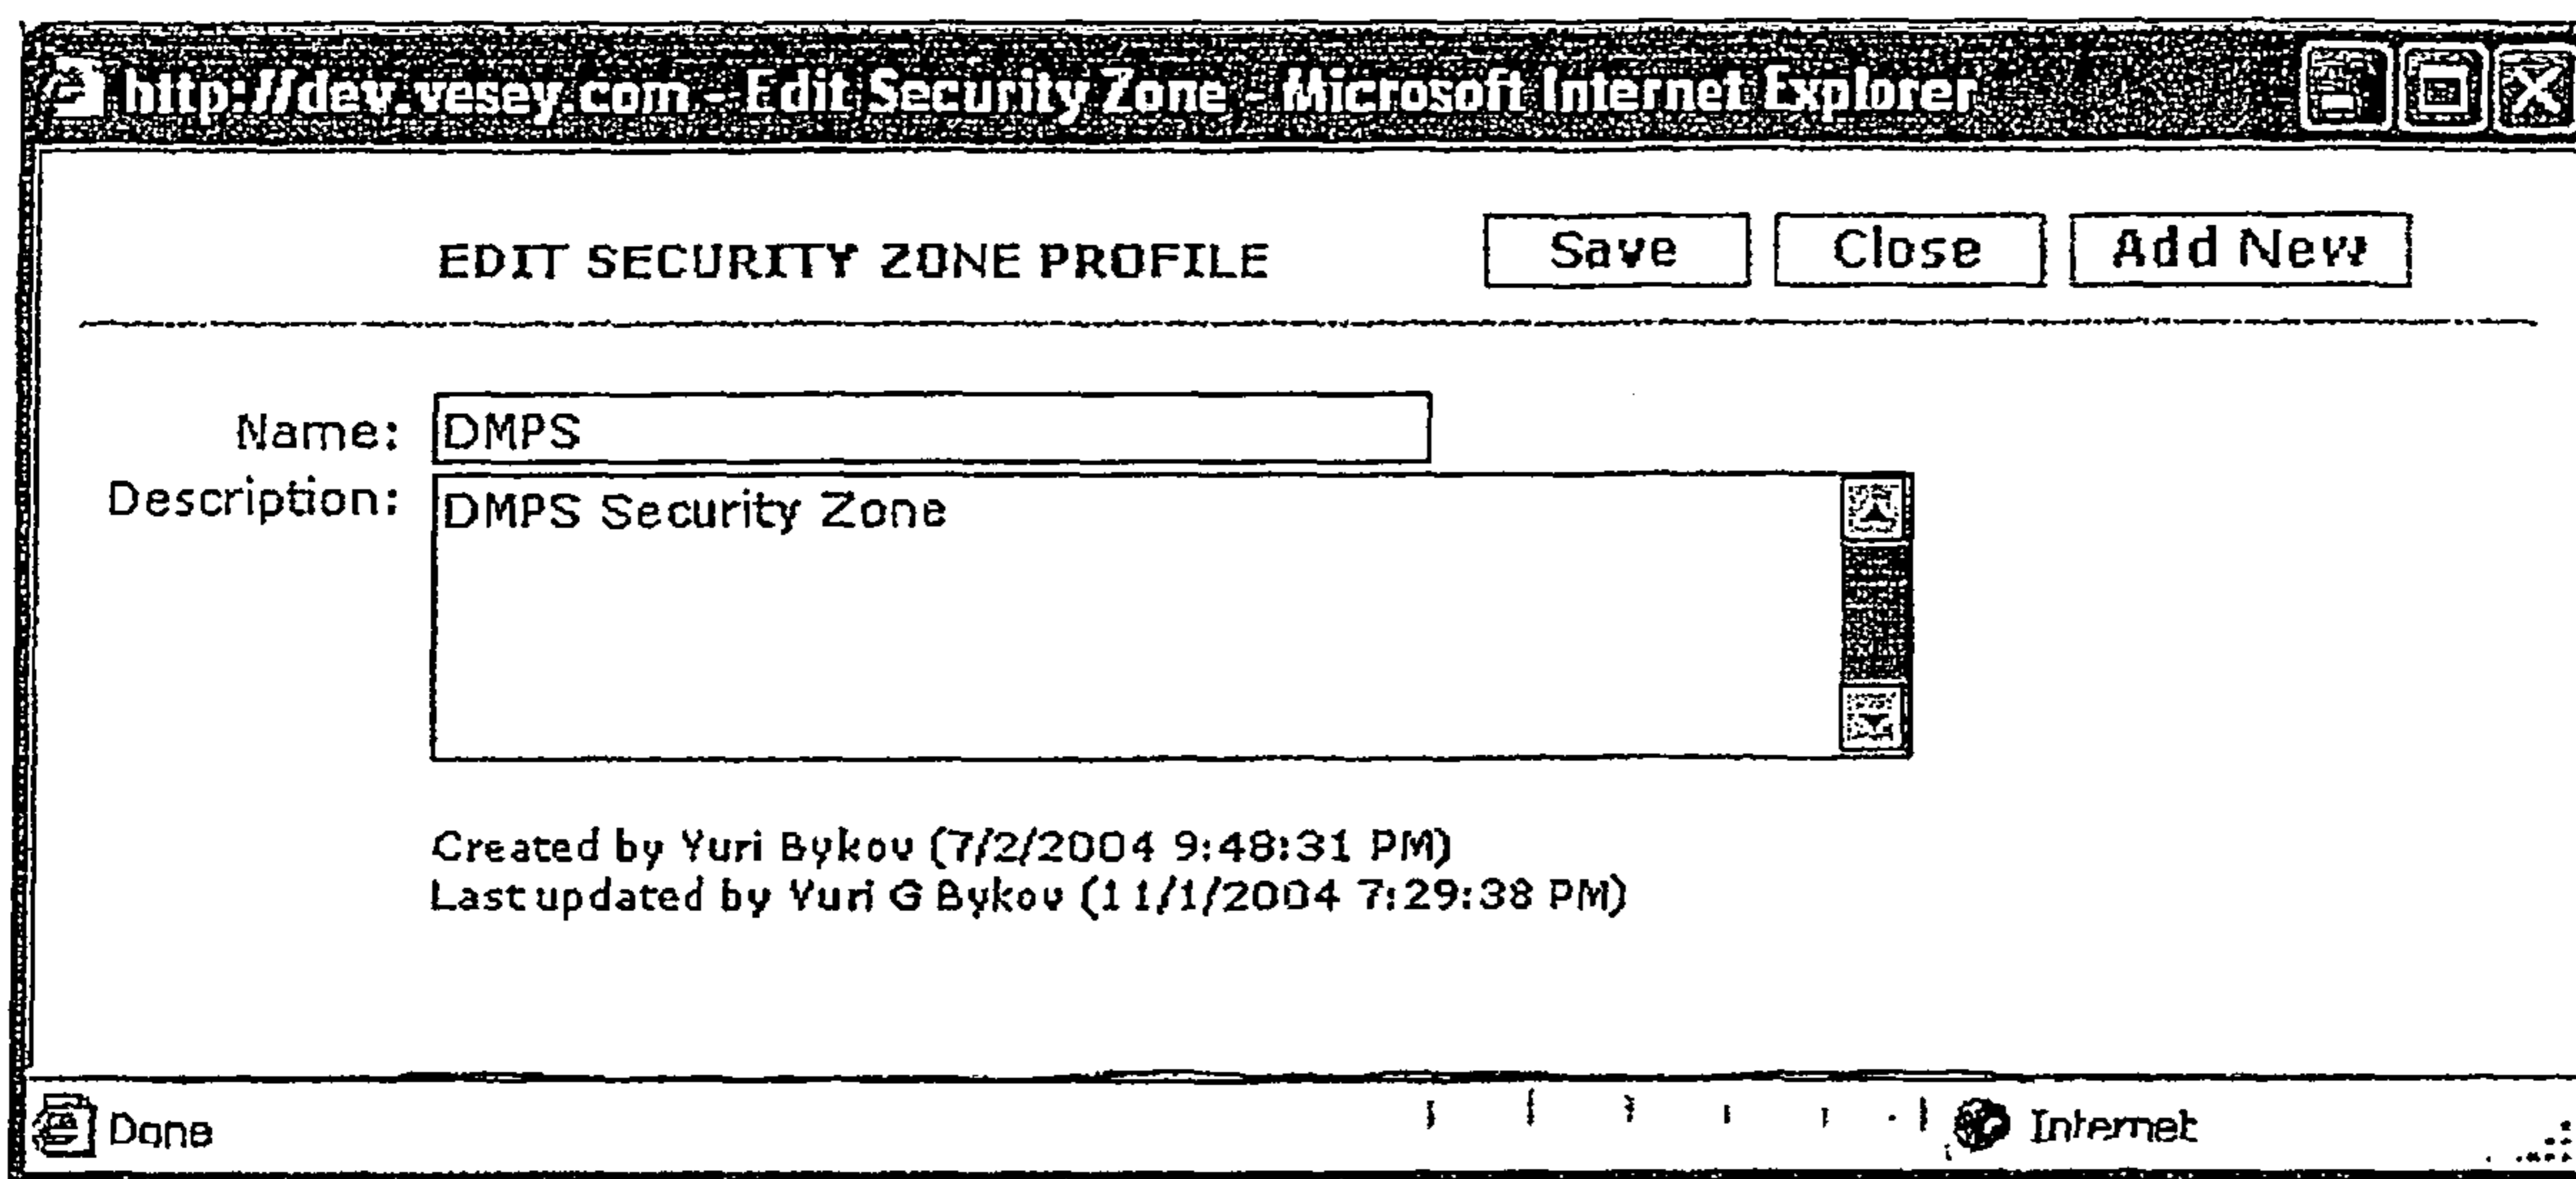 http://dev.vesey.com - Edit Security Zone - Microsoft Internet Explorer
EDIT SECURITY ZONE PROFILE
Save
Close
Add New
Name:
DMPS
Description:
DMPS Security Zone
Created by Yuri Bykov (7/2/2004 9:48:31 PM)
Last updated by Yuri G Bykov (11/1/2004 7:29:38 PM)
Done
Internet